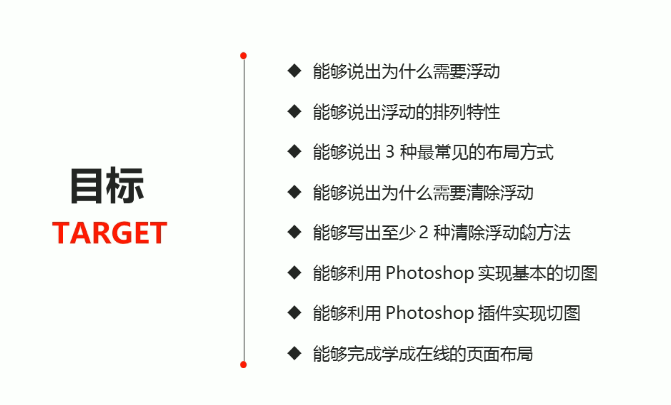 目标
TARGET
◆ 能够说出为什么需要浮动
◆ 能够说出浮动的排列特性
◆ 能够说出 3 种最常见的布局方式
◆ 能够说出为什么需要清除浮动
◆ 能够写出至少 2 种清除浮动的方法
◆ 能够利用 Photoshop 实现基本的切图
◆ 能够利用 Photoshop 插件实现切图
◆ 能够完成学成在线的页面布局